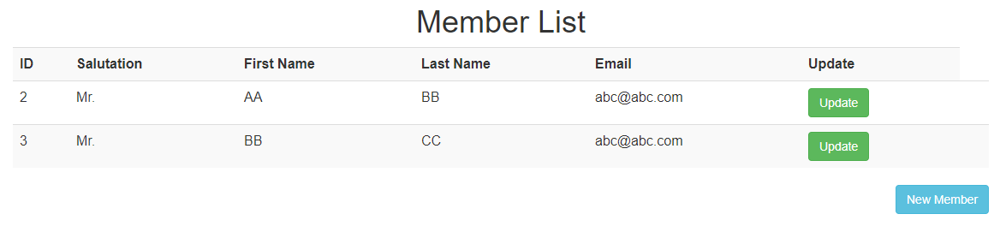 Member List
ID Salutation First Name Last Name Email Update
2 Mr. AA BB abc@abc.com Update
3 Mr. BB CC abc@abc.com Update
New Member